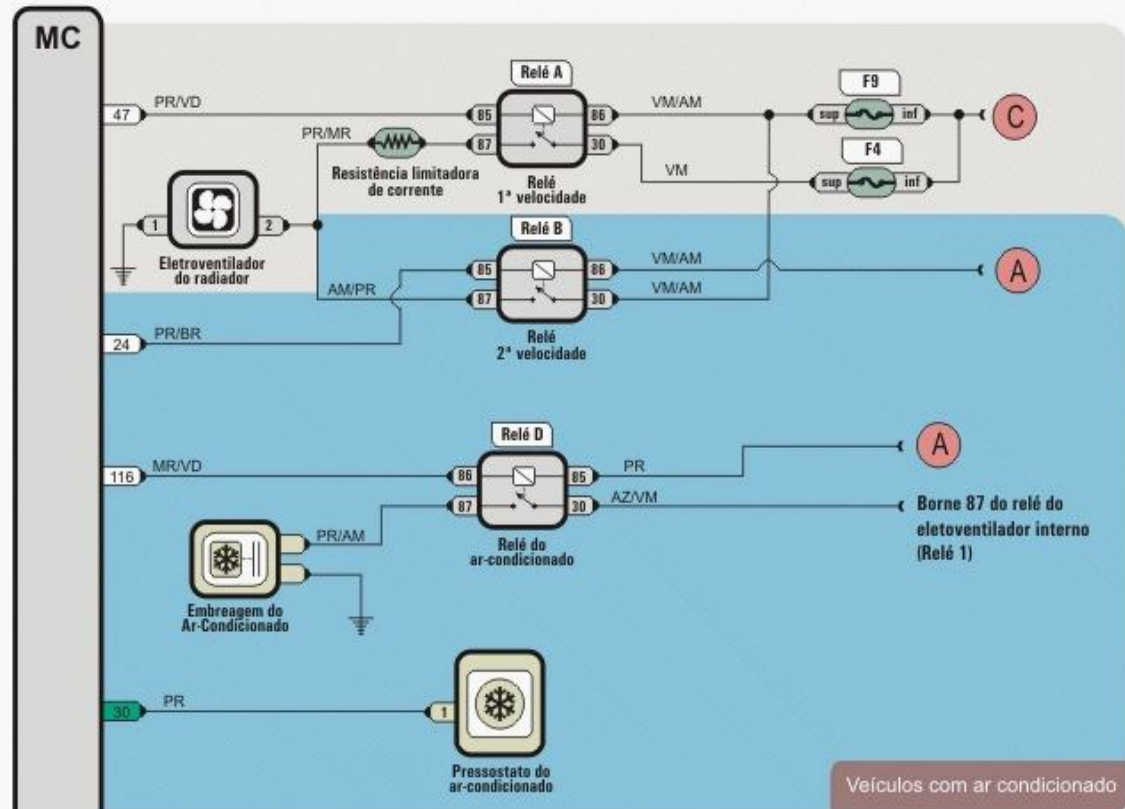 MC
Relé A
F9
47
PR/VD
85
86
VM/AM
sup
inf
C
PR/MR
87
30
F4
Resistência limitadora
de corrente
VM
sup
inf
Relé
1ª velocidade
1
2
Relé B
Eletroventilador
do radiador
85
86
VM/AM
A
AM/PR
87
30
VM/AM
24
PR/BR
Relé
2ª velocidade
Relé D
A
116
MR/VD
86
85
PR
87
30
AZ/VM
Borne 87 do relé do
eletoventilador interno
(Relé 1)
PR/AM
Relé do
ar-condicionado
Embreagem do
Ar-Condicionado
30
PR
1
Pressostato do
ar-condicionado
Veículos com ar condicionado